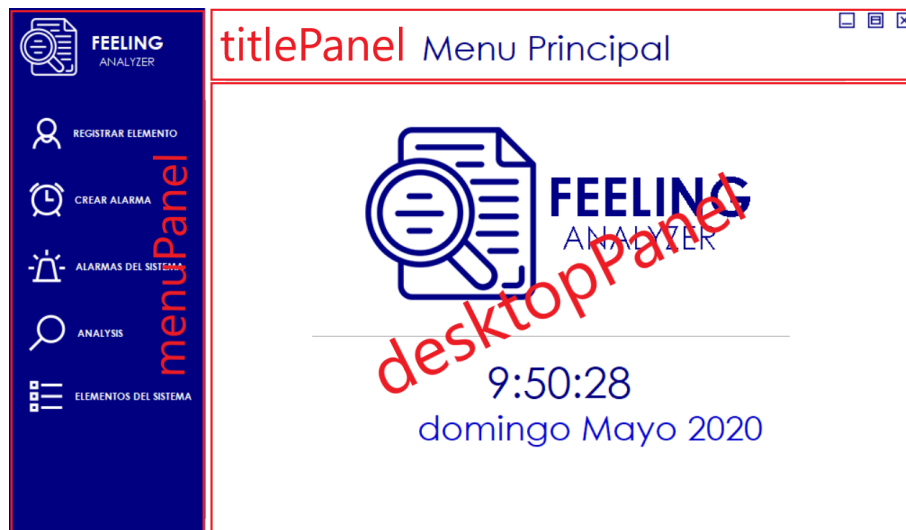 FEELING
ANALYZER
REGISTRAR ELEMENTO
CREAR ALARMA
ALARMAS DEL SISTEMA
ANALYSIS
ELEMENTOS DEL SISTEMA
menuPanel
titlePanel Menu Principal
FEELING
ANALYZER
desktopPanel
9:50:28
domingo Mayo 2020